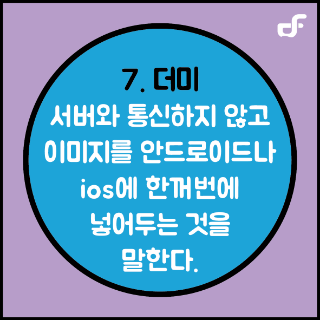 7. 더미
서버와 통신하지 않고
이미지를 안드로이드나
ios에 한꺼번에
넣어두는 것을
말한다.